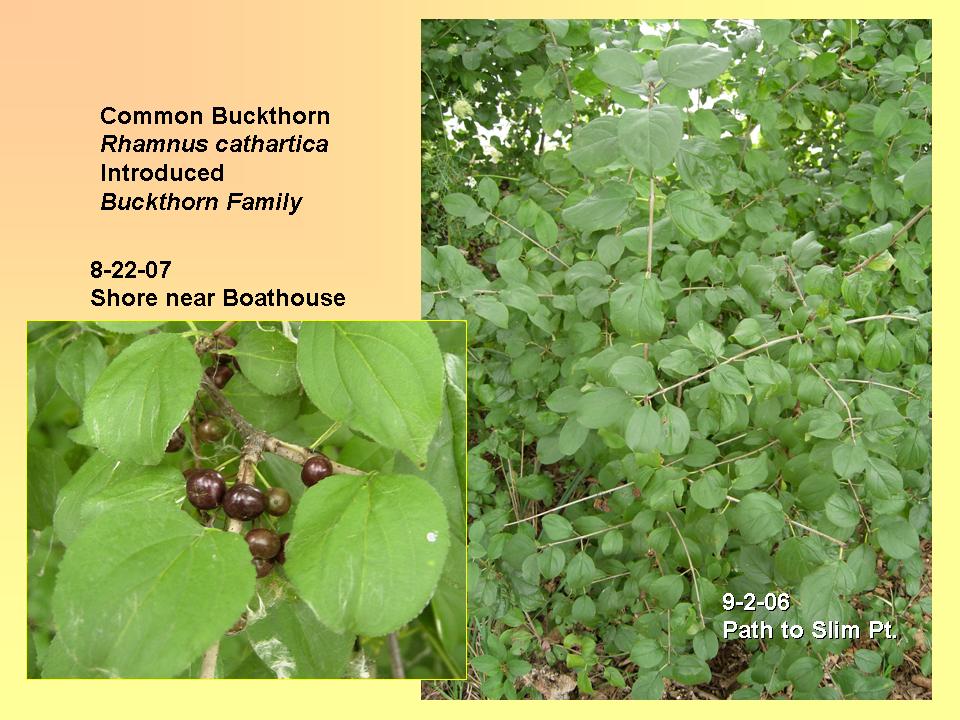 Common Buckthorn
Rhamnus cathartica
Introduced
Buckthorn Family
8-22-07
Shore near Boathouse
9-2-06
Path to Slim Pt.